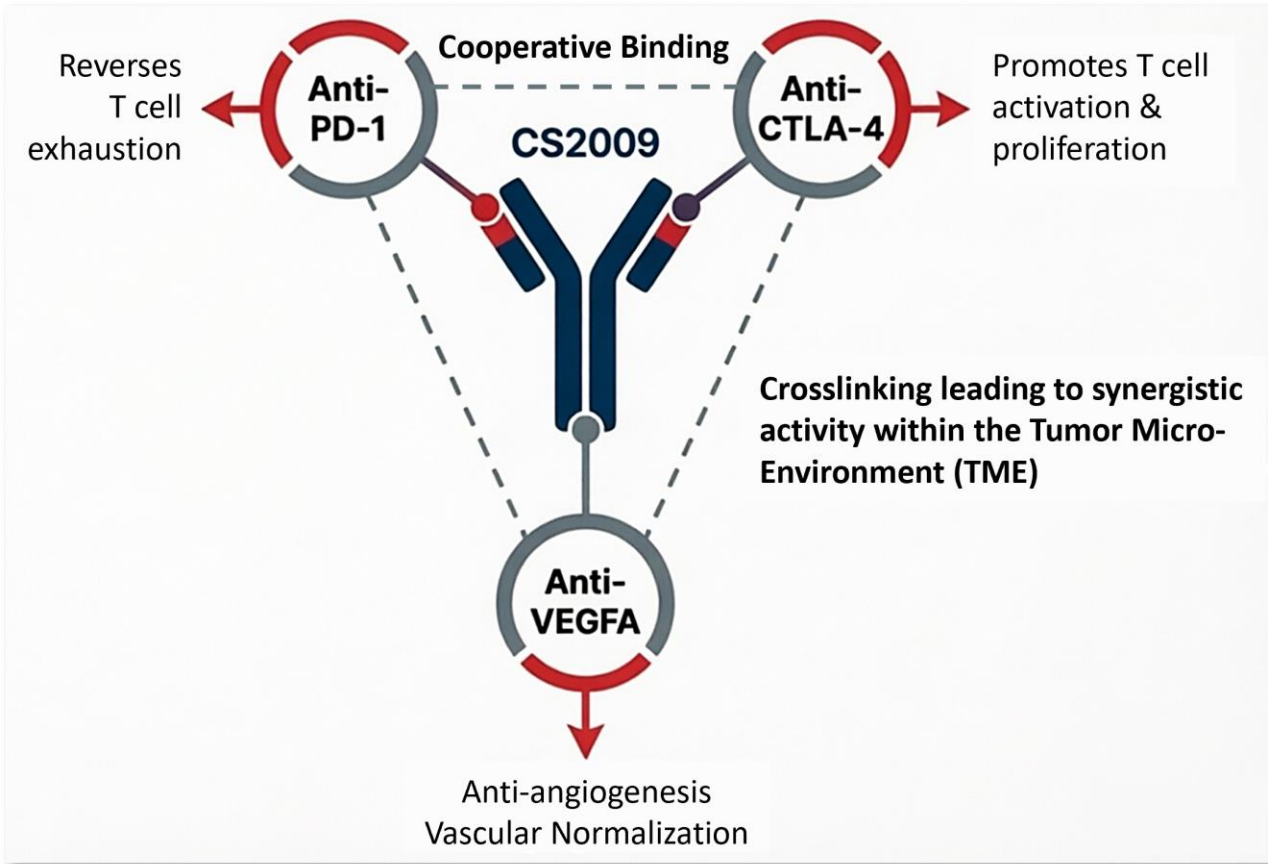 Cooperative Binding
Reverses
T cell
exhaustion
Anti-
PD-1
CS2009
Anti-
CTLA-4
Promotes T cell
activation &
proliferation
Crosslinking leading to synergistic
activity within the Tumor Micro-
Environment (TME)
Anti-
VEGFA
Anti-angiogenesis
Vascular Normalization